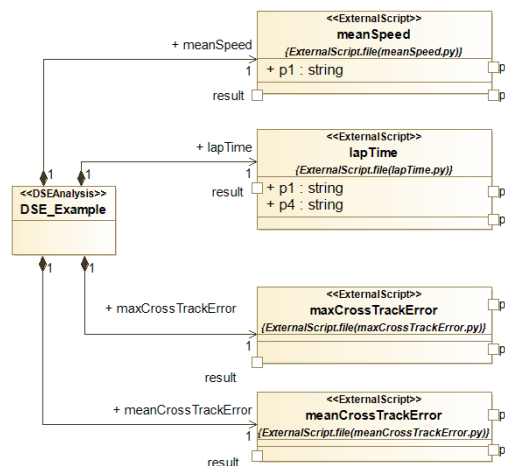 <<ExternalScript>>
meanSpeed
{ExternalScript.file(meanSpeed.py)}
+ p1 : string
+ meanSpeed
1
result
p
p
<<ExternalScript>>
lapTime
{ExternalScript.file(lapTime.py)}
+ p1 : string
+ p4 : string
+ lapTime
1
result
p
p
1
1
<<DSEAnalysis>>
DSE_Example
1
1
<<ExternalScript>>
maxCrossTrackError
{ExternalScript.file(maxCrossTrackError.py)}
+ maxCrossTrackError
1
result
p
p
<<ExternalScript>>
meanCrossTrackError
{ExternalScript.file(meanCrossTrackError.py)}
+ meanCrossTrackError
1
result
p
p